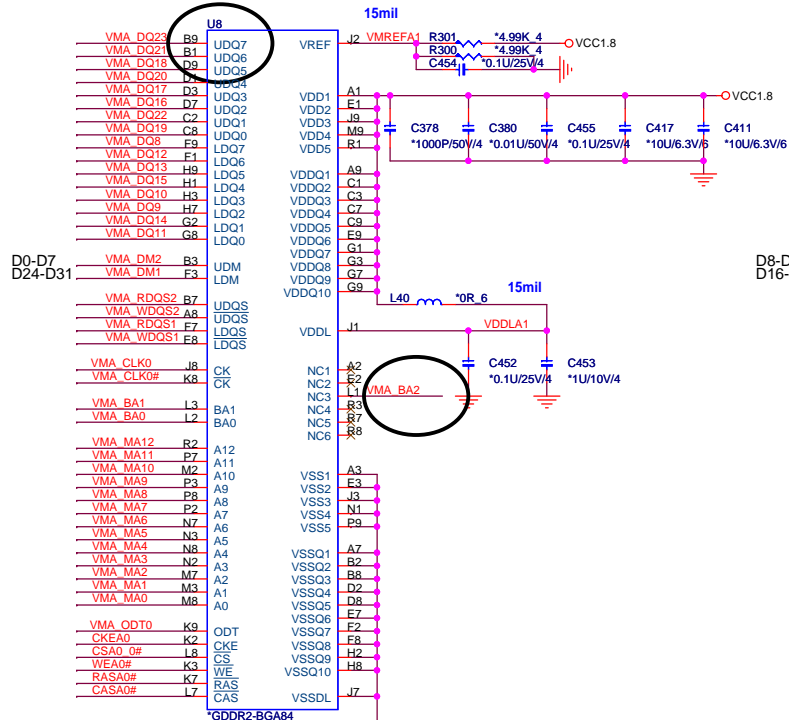 U8
15mil
VMA_DQ23 B9 UDQ7 VREF J2 VMREFA1 R301 *4.99K_4 VCC1.8
VMA_DQ21 B1 UDQ6 R300 *4.99K_4
VMA_DQ18 D9 UDQ5 C454 *0.1U/25V/4
VMA_DQ20 D1 UDQ4
VMA_DQ17 D3 UDQ3 VDD1 A1 VCC1.8
VMA_DQ16 D7 UDQ2 VDD2 E1
VMA_DQ22 C2 UDQ1 VDD3 J9
VMA_DQ19 C8 UDQ0 VDD4 M9 C378 C380 C455 C417 C411
VMA_DQ8 F9 LDQ7 VDD5 R1 *1000P/50V/4 *0.01U/50V/4 *0.1U/25V/4 *10U/6.3V/6 *10U/6.3V/6
VMA_DQ12 F1 LDQ6
VMA_DQ13 H9 LDQ5 VDDQ1 A9
VMA_DQ15 H1 LDQ4 VDDQ2 C1
VMA_DQ10 H3 LDQ3 VDDQ3 C3
VMA_DQ9 H7 LDQ2 VDDQ4 C7
VMA_DQ14 G2 LDQ1 VDDQ5 C9
VMA_DQ11 G8 LDQ0 VDDQ6 E9
VDDQ7 G1
D0-D7 VMA_DM2 B3 UDM VDDQ8 G3 D8-D
D24-D31 VMA_DM1 F3 LDM VDDQ9 G7 D16-
VDDQ10 G9
15mil
VMA_RDQS2 B7 UDQS L40 *0R_6
VMA_WDQS2 A8 UDQS
VMA_RDQS1 F7 LDQS VDDL J1 VDDLA1
VMA_WDQS1 E8 LDQS
VMA_CLK0 J8 CK NC1 A2 C452 C453
VMA_CLK0# K8 CK NC2 E2 *0.1U/25V/4 *1U/10V/4
NC3 L1 VMA_BA2
VMA_BA1 L3 BA1 NC4 R3
VMA_BA0 L2 BA0 NC5 R7
NC6 R8
VMA_MA12 R2 A12
VMA_MA11 P7 A11
VMA_MA10 M2 A10 VSS1 A3
VMA_MA9 P3 A9 VSS2 E3
VMA_MA8 P8 A8 VSS3 J3
VMA_MA7 P2 A7 VSS4 N1
VMA_MA6 N7 A6 VSS5 P9
VMA_MA5 N3 A5
VMA_MA4 N8 A4 VSSQ1 A7
VMA_MA3 N2 A3 VSSQ2 B2
VMA_MA2 M7 A2 VSSQ3 B8
VMA_MA1 M3 A1 VSSQ4 D2
VMA_MA0 M8 A0 VSSQ5 D8
VSSQ6 E7
VMA_ODT0 K9 ODT VSSQ7 F2
CKEA0 K2 CKE VSSQ8 F8
CSA0_0# L8 CS VSSQ9 H2
WEA0# K3 WE VSSQ10 H8
RASA0# K7 RAS
CASA0# L7 CAS VSSDL J7
*GDDR2-BGA84